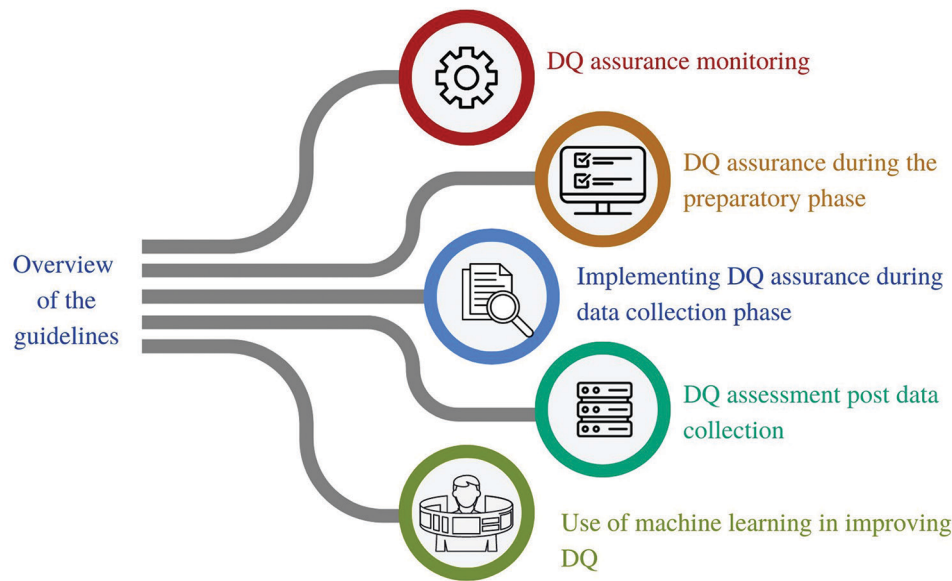 Overview
of the
guidelines
DQ assurance monitoring
DQ assurance during the
preparatory phase
Implementing DQ assurance during
data collection phase
DQ assessment post data
collection
Use of machine learning in improving
DQ